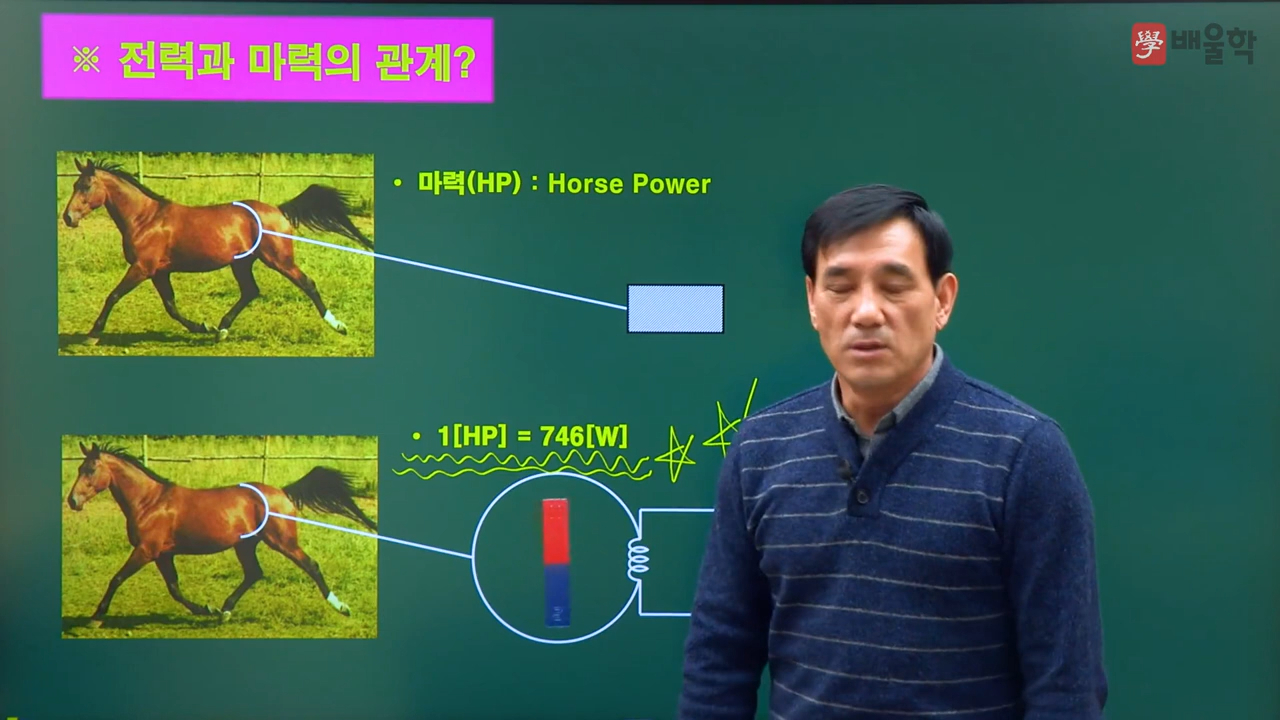 ※ 전력과 마력의 관계?
學 배울학
• 마력(HP) : Horse Power
• 1[HP] = 746[W]